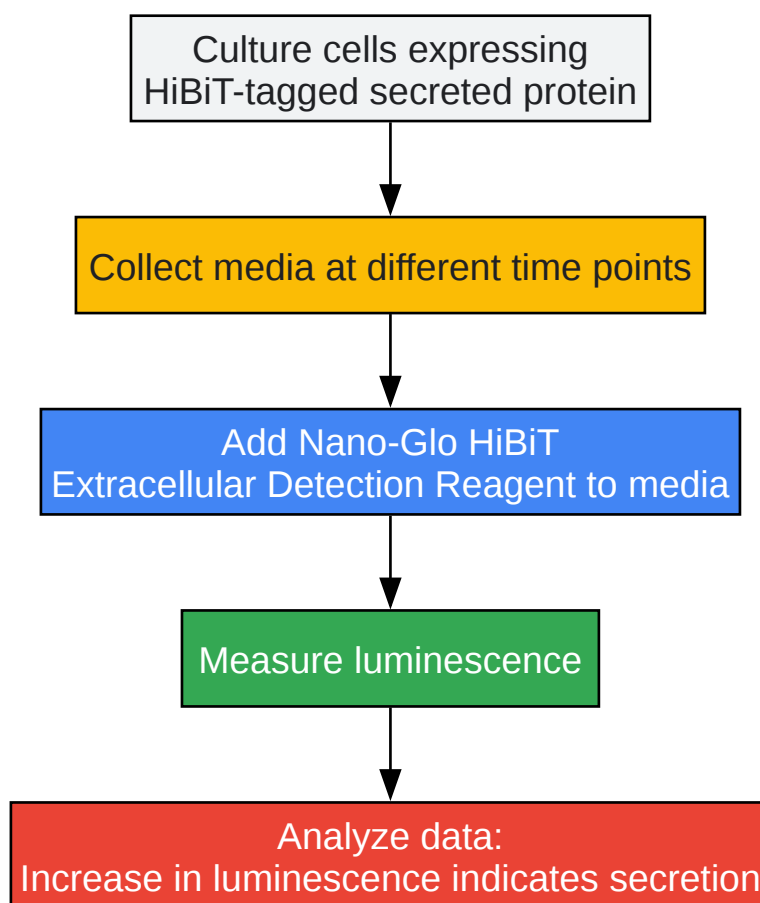 Culture cells expressing
HiBiT-tagged secreted protein
Collect media at different time points
Add Nano-Glo HiBiT
Extracellular Detection Reagent to media
Measure luminescence
Analyze data:
Increase in luminescence indicates secretion